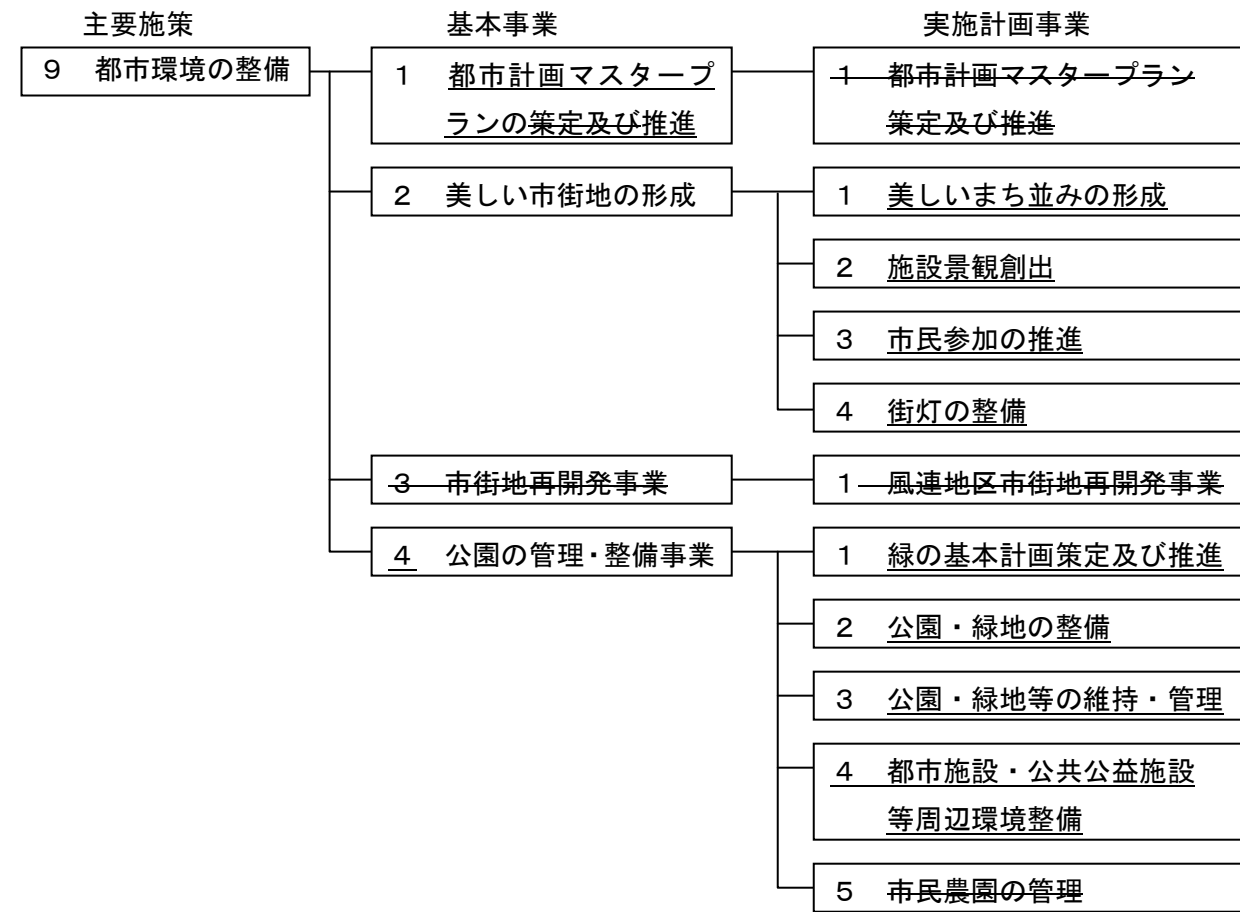 主要施策 基本事業 実施計画事業
9 都市環境の整備
1 都市計画マスタープ
ランの策定及び推進
1 都市計画マスタープラン
策定及び推進
2 美しい市街地の形成
1 美しいまち並みの形成
2 施設景観創出
3 市民参加の推進
4 街灯の整備
3 市街地再開発事業
1 風連地区市街地再開発事業
4 公園の管理・整備事業
1 緑の基本計画策定及び推進
2 公園・緑地の整備
3 公園・緑地等の維持・管理
4 都市施設・公共公益施設
等周辺環境整備
5 市民農園の管理